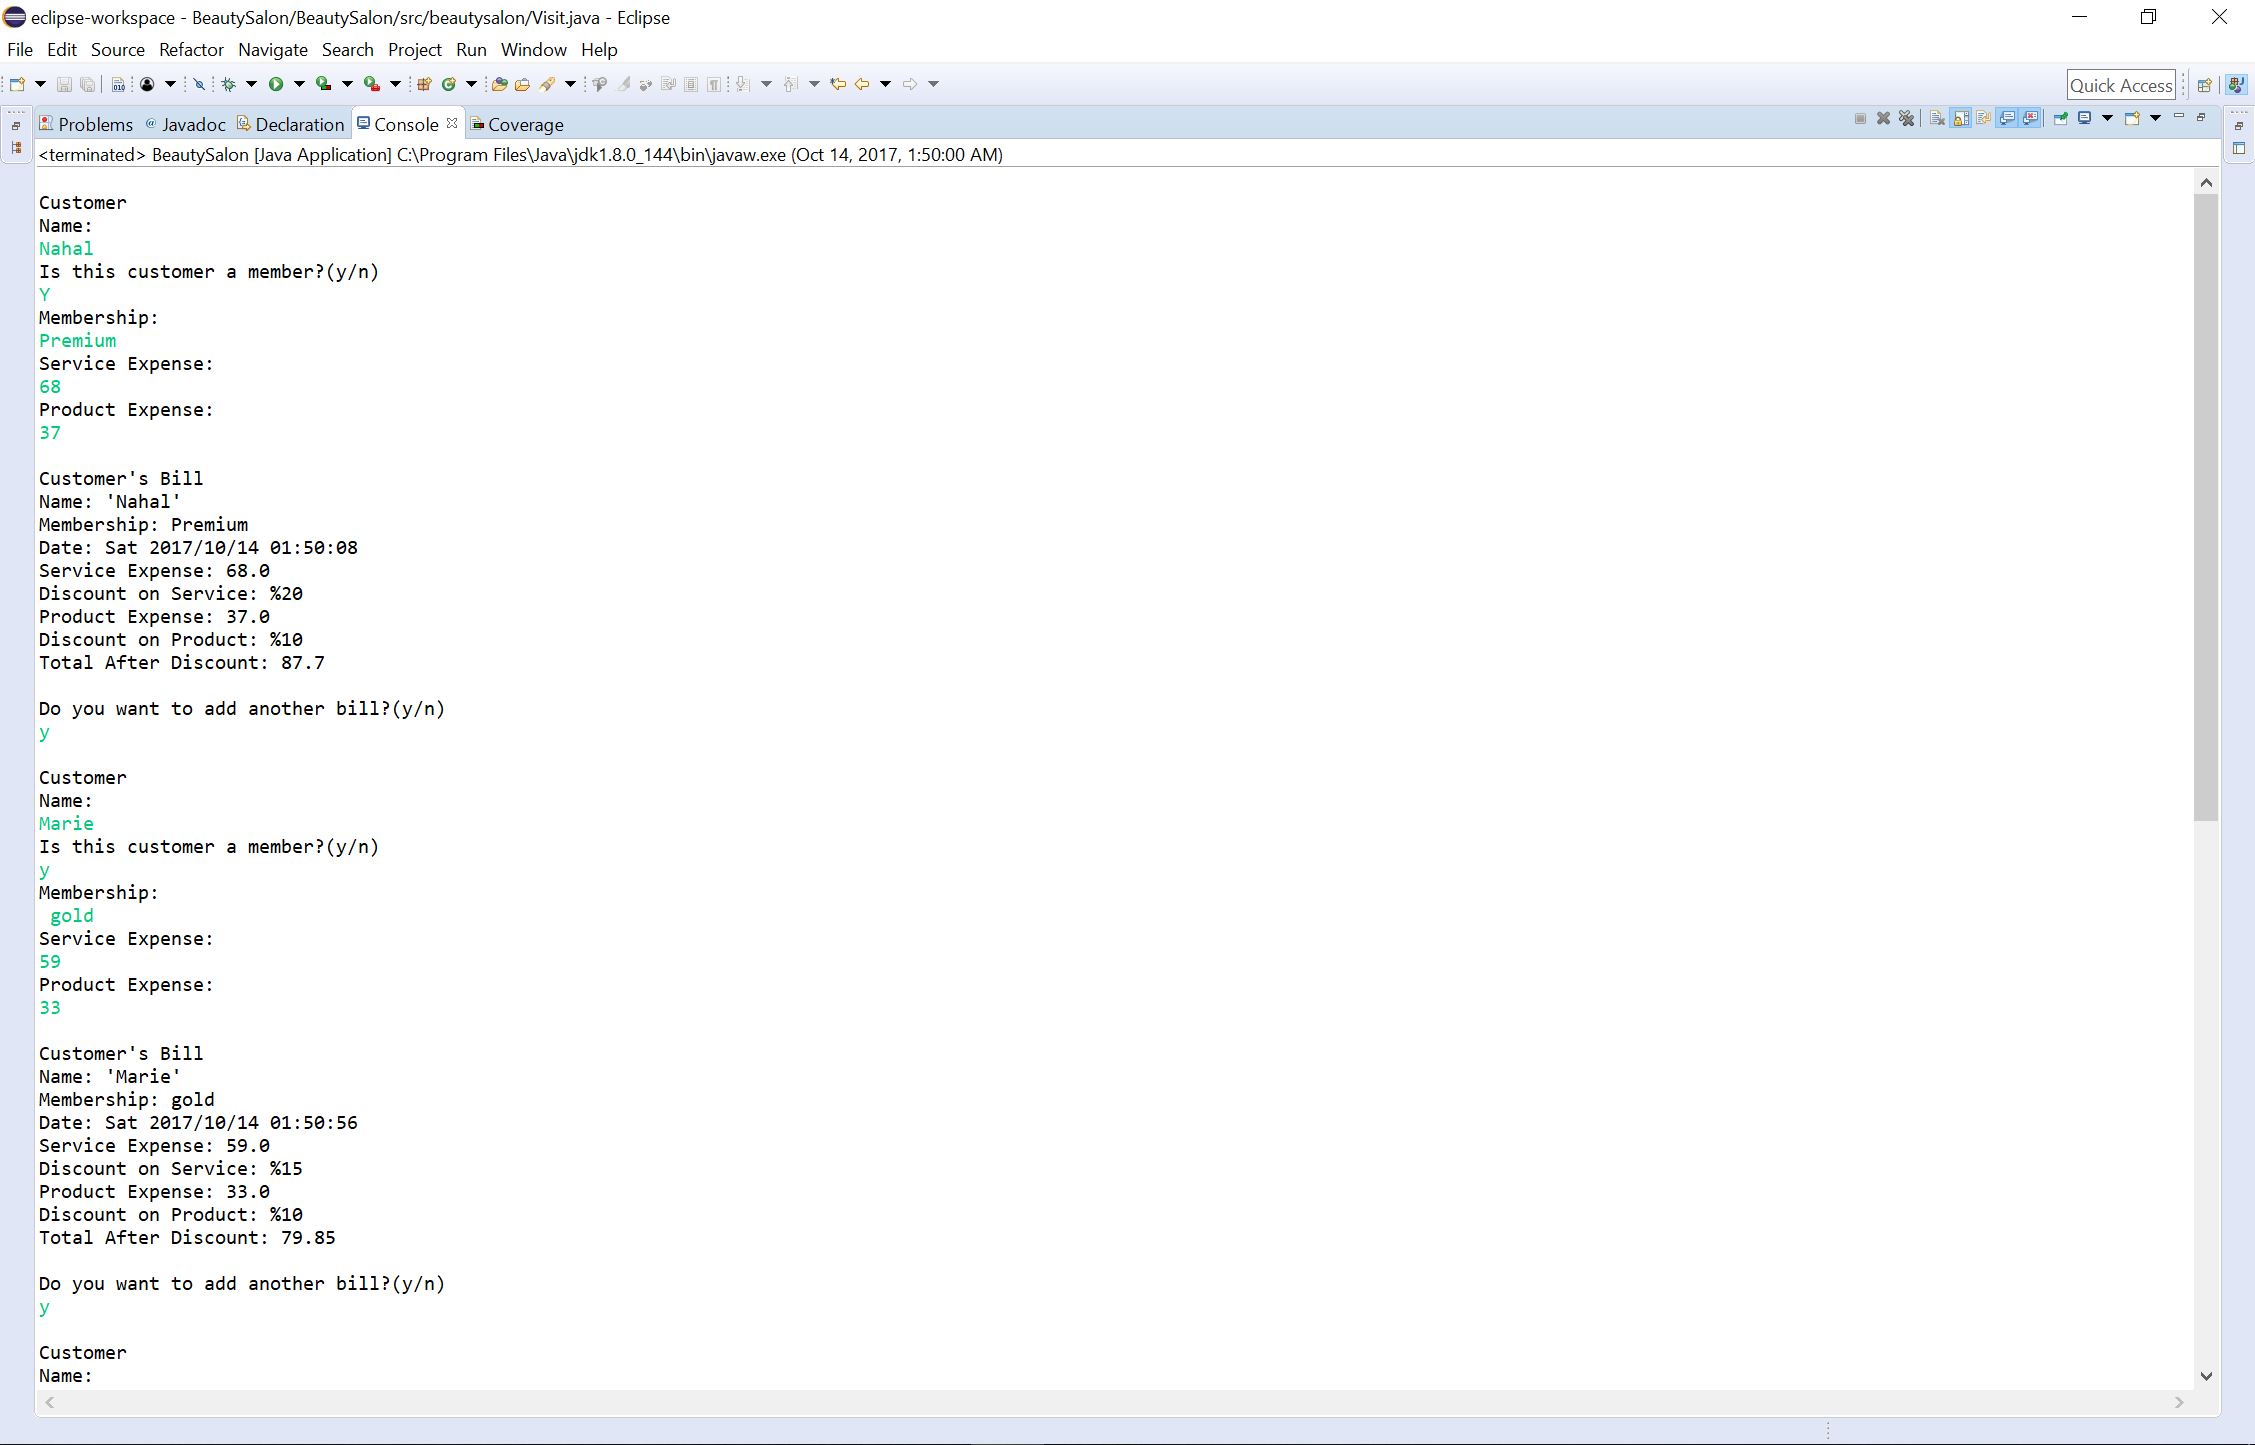 eclipse-workspace - BeautySalon/BeautySalon/src/beautysalon/Visit.java - Eclipse
File Edit Source Refactor Navigate Search Project Run Window Help
Quick Access
Problems Javadoc Declaration Console Coverage
<terminated> BeautySalon [Java Application] C:\Program Files\Java\jdk1.8.0_144\bin\javaw.exe (Oct 14, 2017, 1:50:00 AM)
Customer
Name:
Nahal
Is this customer a member?(y/n)
Y
Membership:
Premium
Service Expense:
68
Product Expense:
37
Customer's Bill
Name: 'Nahal'
Membership: Premium
Date: Sat 2017/10/14 01:50:08
Service Expense: 68.0
Discount on Service: %20
Product Expense: 37.0
Discount on Product: %10
Total After Discount: 87.7
Do you want to add another bill?(y/n)
y
Customer
Name:
Marie
Is this customer a member?(y/n)
y
Membership:
gold
Service Expense:
59
Product Expense:
33
Customer's Bill
Name: 'Marie'
Membership: gold
Date: Sat 2017/10/14 01:50:56
Service Expense: 59.0
Discount on Service: %15
Product Expense: 33.0
Discount on Product: %10
Total After Discount: 79.85
Do you want to add another bill?(y/n)
y
Customer
Name: